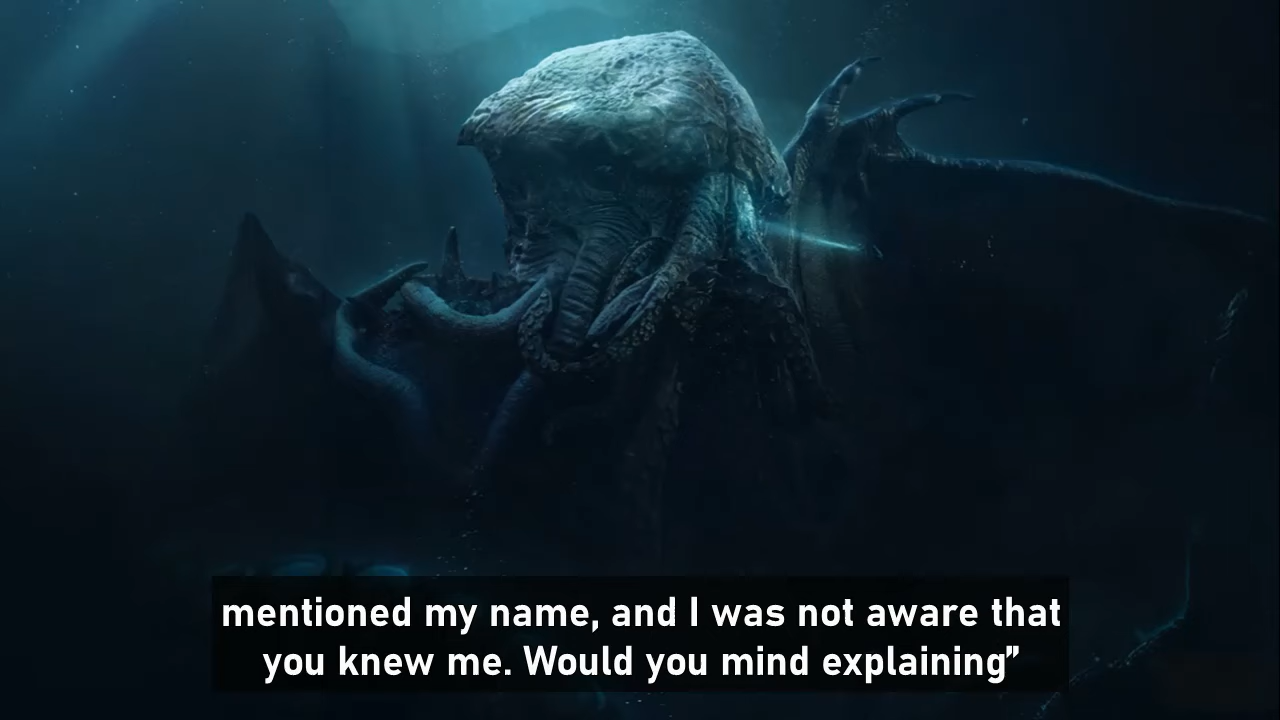 mentioned my name, and I was not aware that
you knew me. Would you mind explaining”